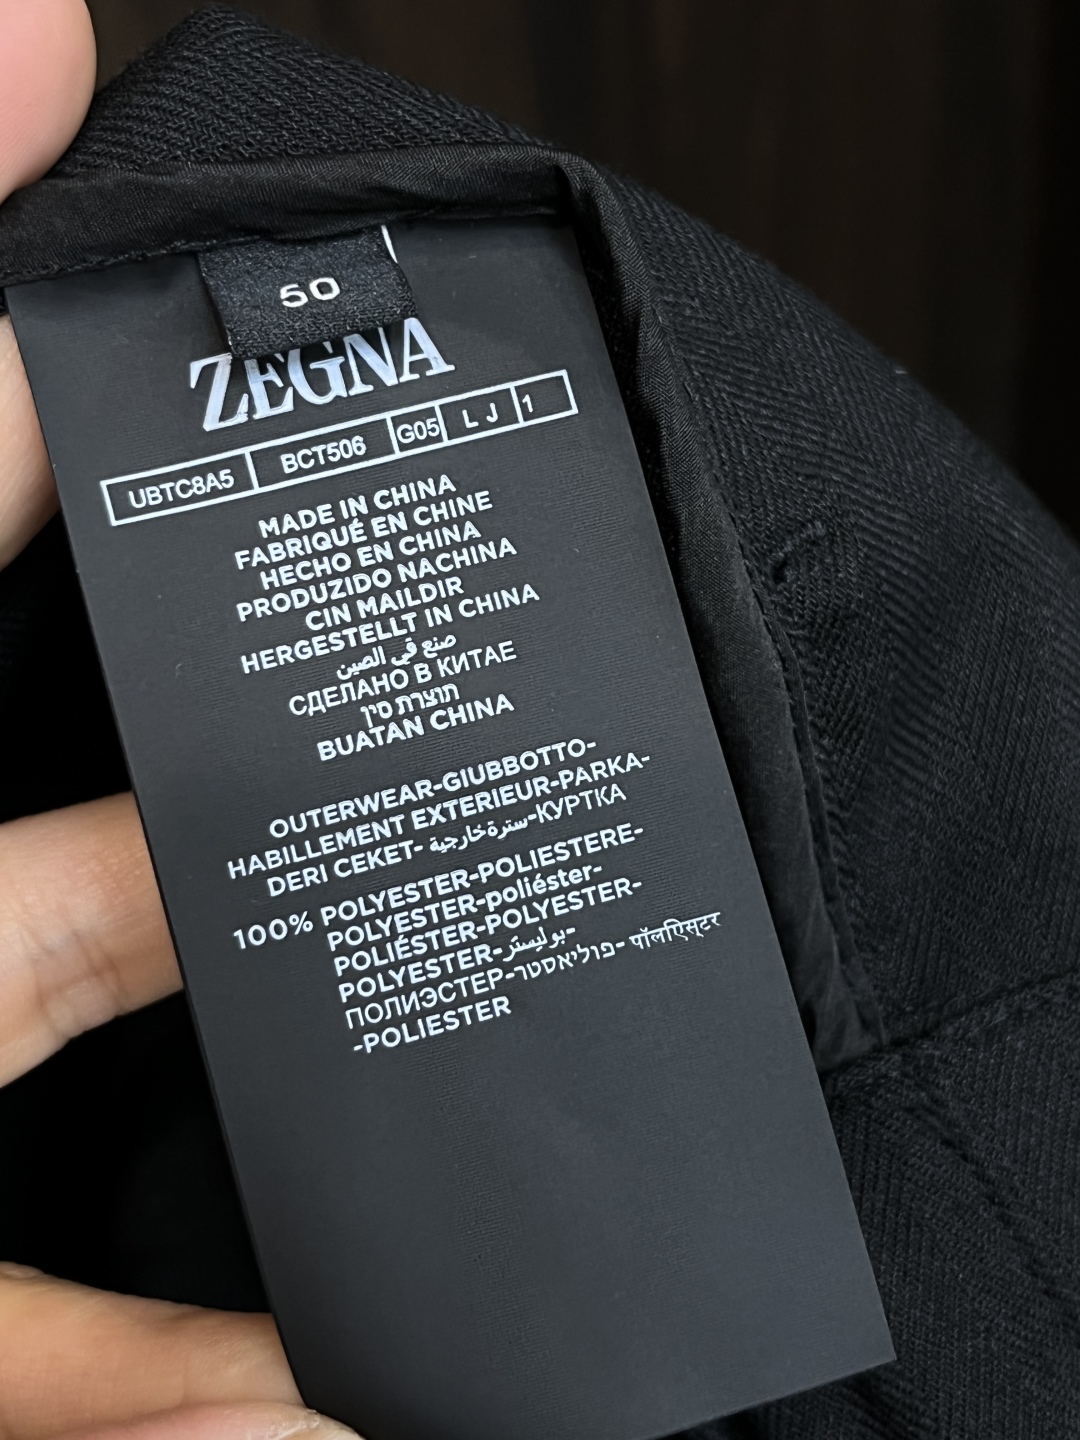 50
ZEGNA
UBTC8A5 BCT506 G05 L J 1
MADE IN CHINA
FABRIQUÉ EN CHINE
HECHO EN CHINA
PRODUZIDO NACHINA
CIN MAİLDIR
HERGESTELLT IN CHINA
صنع في الصين
СДЕЛАНО В КИТАЕ
תוצרת סין
BUATAN CHINA
OUTERWEAR-GIUBBOTTO-
HABILLEMENT EXTERIEUR-PARKA-
DERI CEKET- سترة خارجية-КУРТКА
100% POLYESTER-POLIESTERE-
POLYESTER-poliéster-
POLIÉSTER-POLYESTER-
POLYESTER-بوليستر-
ПОЛИЭСТЕР-פוליאסטר- पॉलिएस्टर
-POLIESTER